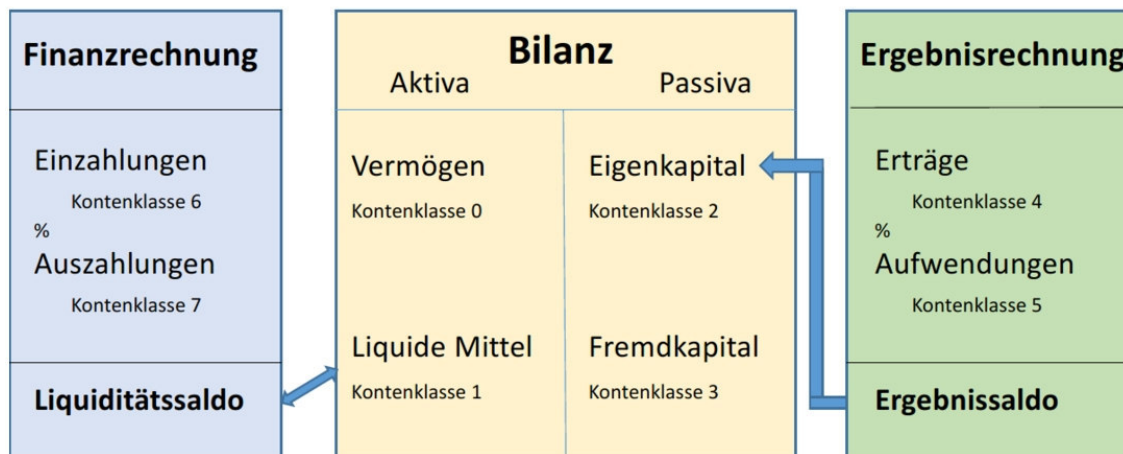 Finanzrechnung
Einzahlungen
Kontenklasse 6
%
Auszahlungen
Kontenklasse 7
Liquiditätssaldo
Bilanz
Aktiva
Passiva
Vermögen
Kontenklasse 0
Liquide Mittel
Kontenklasse 1
Eigenkapital
Kontenklasse 2
Fremdkapital
Kontenklasse 3
Ergebnisrechnung
Erträge
Kontenklasse 4
%
Aufwendungen
Kontenklasse 5
Ergebnissaldo